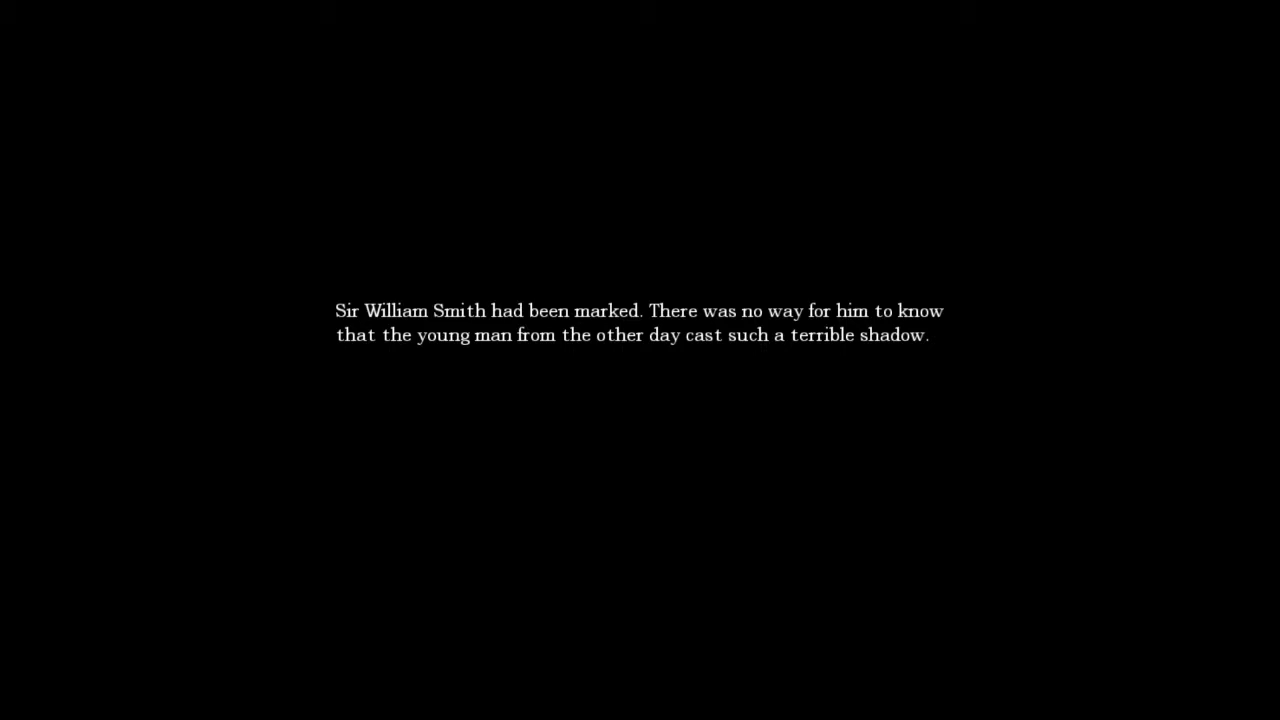 Sir William Smith had been marked. There was no way for him to know
that the young man from the other day cast such a terrible shadow.